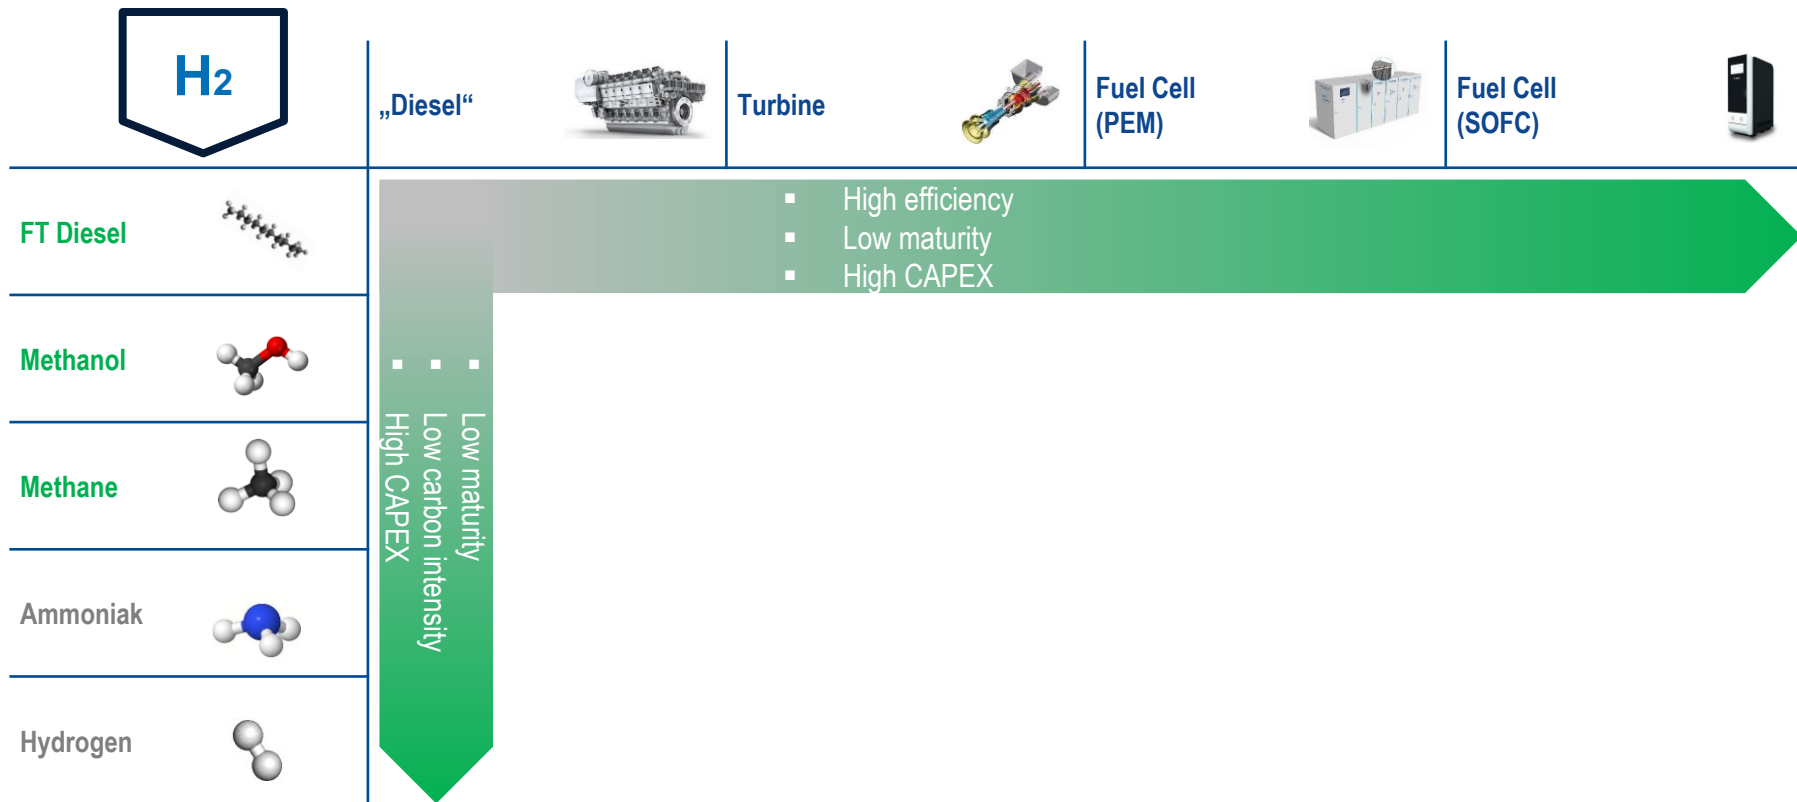 H2
„Diesel“
Turbine
Fuel Cell
(PEM)
Fuel Cell
(SOFC)
FT Diesel
▪ High efficiency
▪ Low maturity
▪ High CAPEX
Methanol
Methane
Ammoniak
Hydrogen
▪ Low maturity
▪ Low carbon intensity
▪ High CAPEX